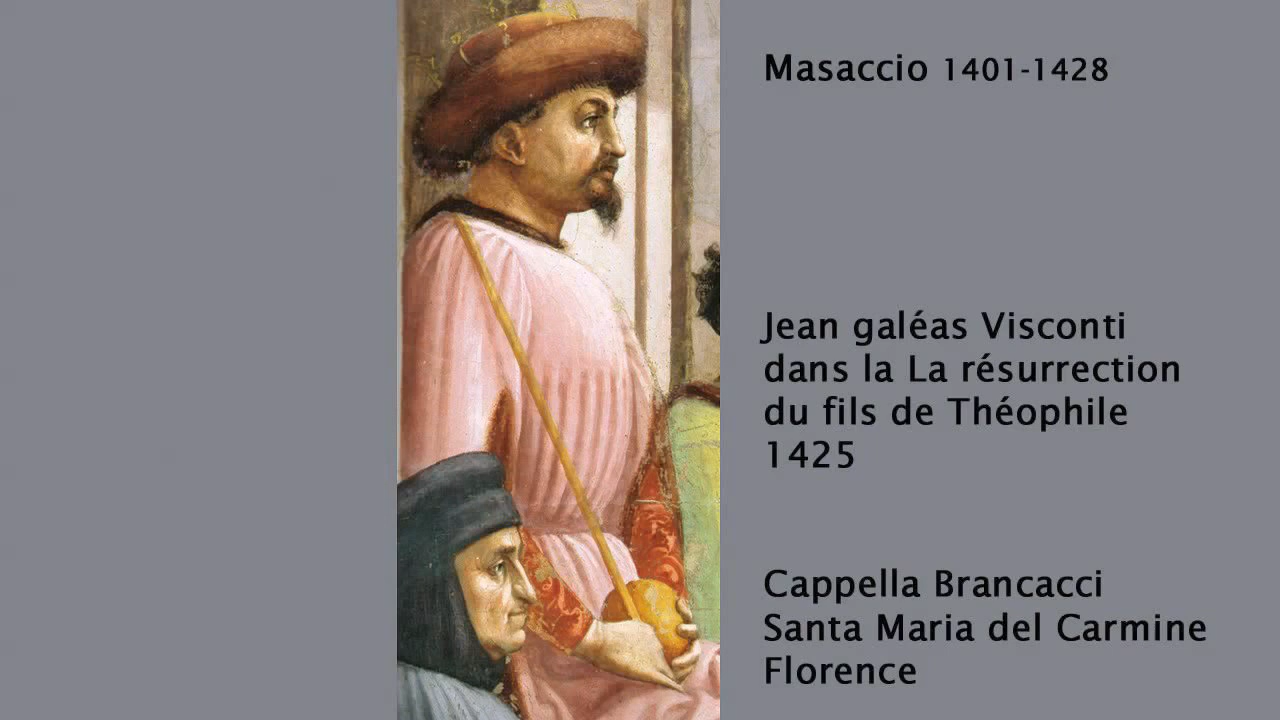 Masaccio 1401-1428
Jean galéas Visconti
dans la La résurrection
du fils de Théophile
1425
Cappella Brancacci
Santa Maria del Carmine
Florence